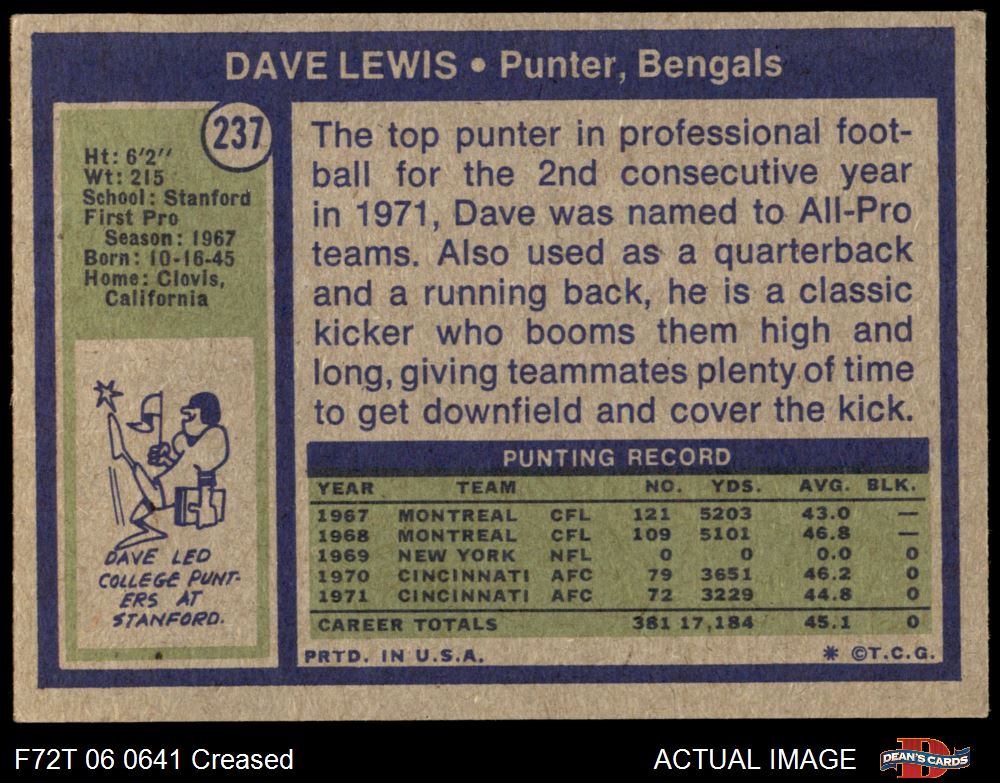 DAVE LEWIS • Punter, Bengals
237
Ht: 6'2"
Wt: 215
School: Stanford
First Pro
Season: 1967
Born: 10-16-45
Home: Clovis,
California
DAVE LED
COLLEGE PUNT-
ERS AT
STANFORD.
The top punter in professional foot-
ball for the 2nd consecutive year
in 1971, Dave was named to All-Pro
teams. Also used as a quarterback
and a running back, he is a classic
kicker who booms them high and
long, giving teammates plenty of time
to get downfield and cover the kick.
PUNTING RECORD
YEAR TEAM NO. YDS. AVG. BLK.
1967 MONTREAL CFL 121 5203 43.0 —
1968 MONTREAL CFL 109 5101 46.8 —
1969 NEW YORK NFL 0 0 0.0 0
1970 CINCINNATI AFC 79 3651 46.2 0
1971 CINCINNATI AFC 72 3229 44.8 0
CAREER TOTALS 381 17,184 45.1 0
PRTD. IN U.S.A. * ©T.C.G.
F72T 06 0641 Creased ACTUAL IMAGE
DEAN'S CARDS